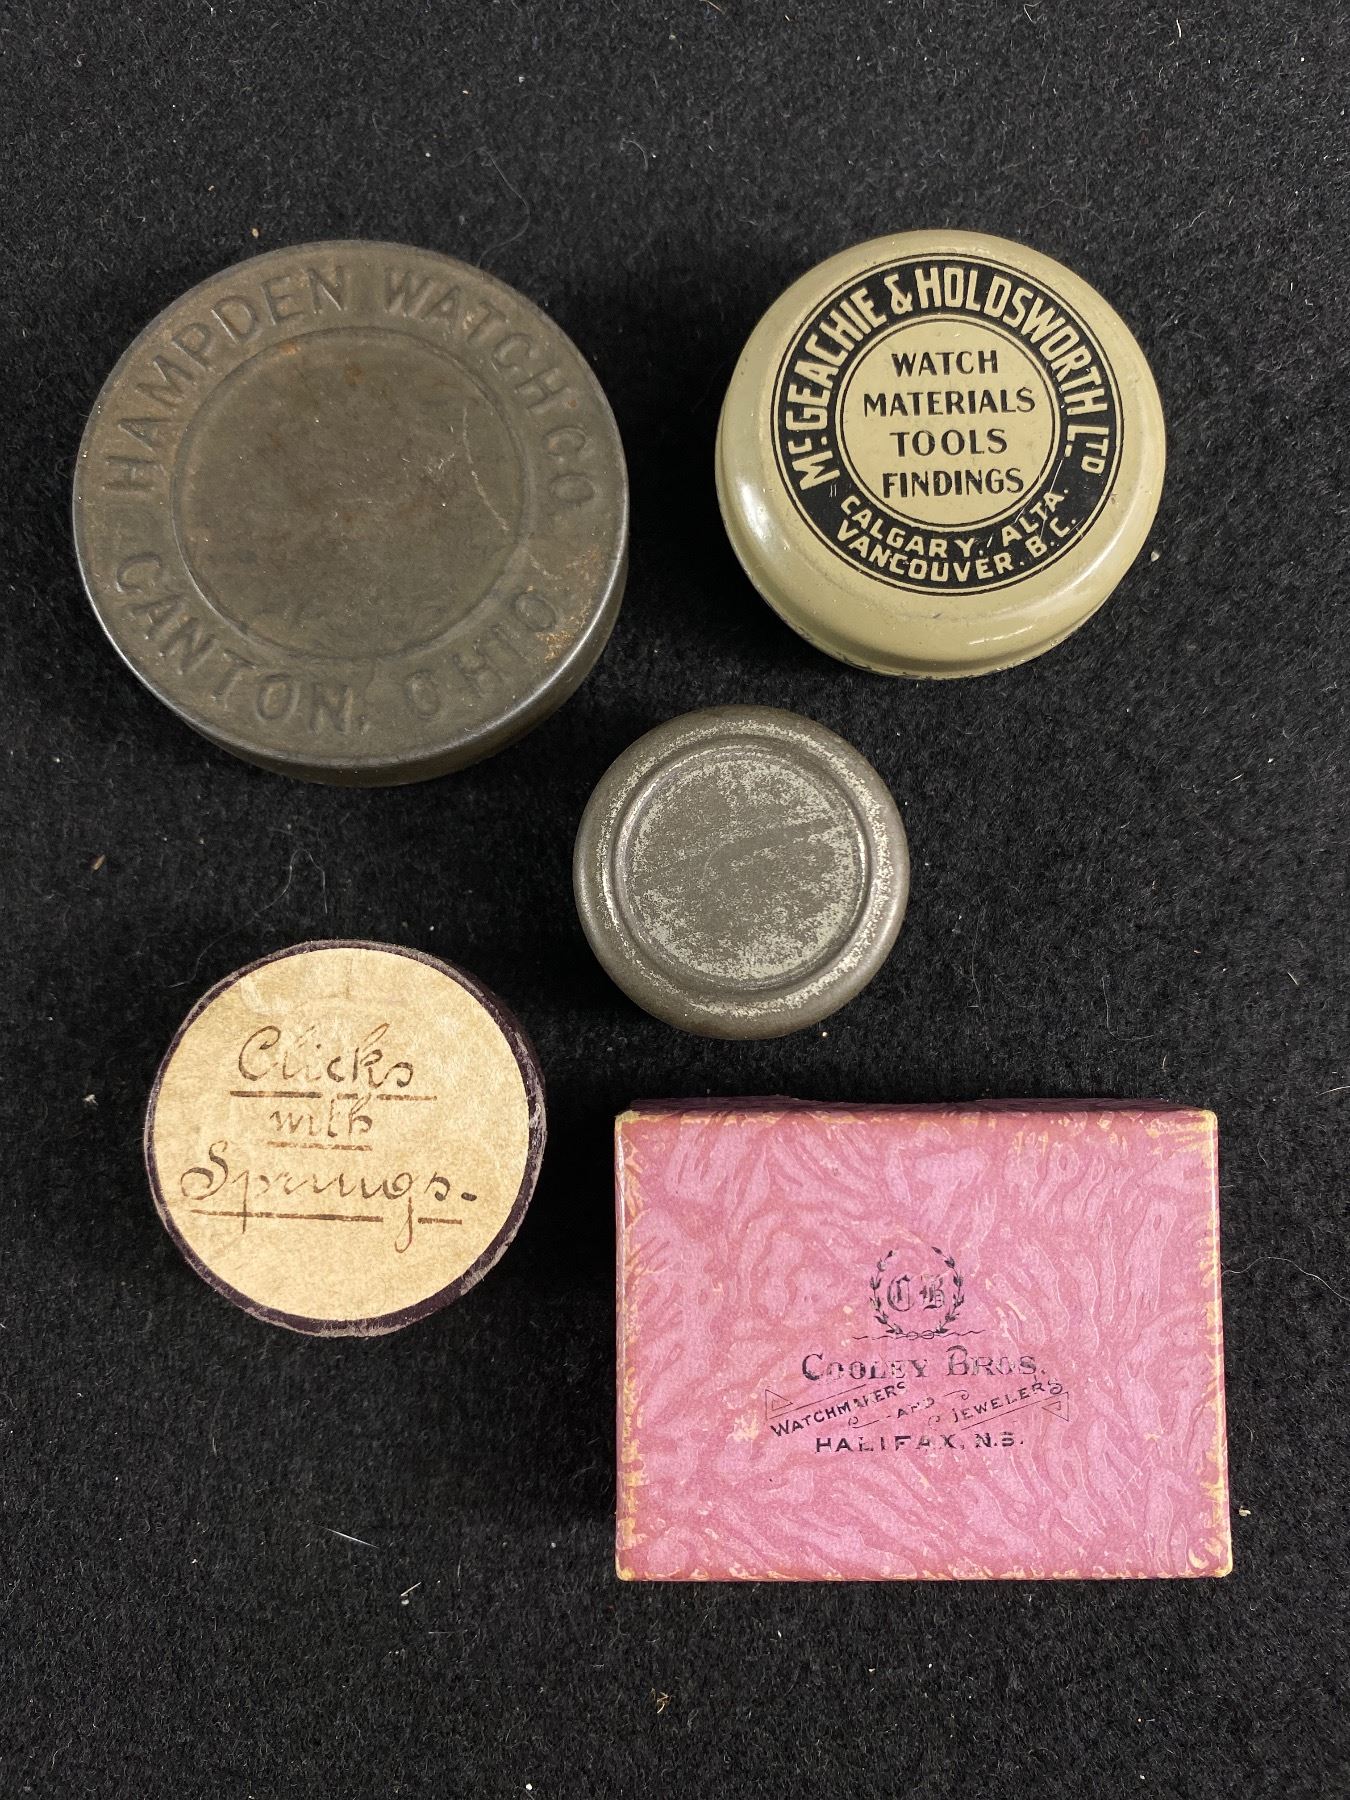 HAMPDEN WATCH CO
CANTON, OHIO
McGEACHIE & HOLDSWORTH LTD
WATCH
MATERIALS
TOOLS
FINDINGS
CALGARY, ALTA.
VANCOUVER. B.C.
Clicks
with
Springs.
CB
COOLEY BROS.
WATCHMAKERS AND JEWELERS
HALIFAX, N.S.